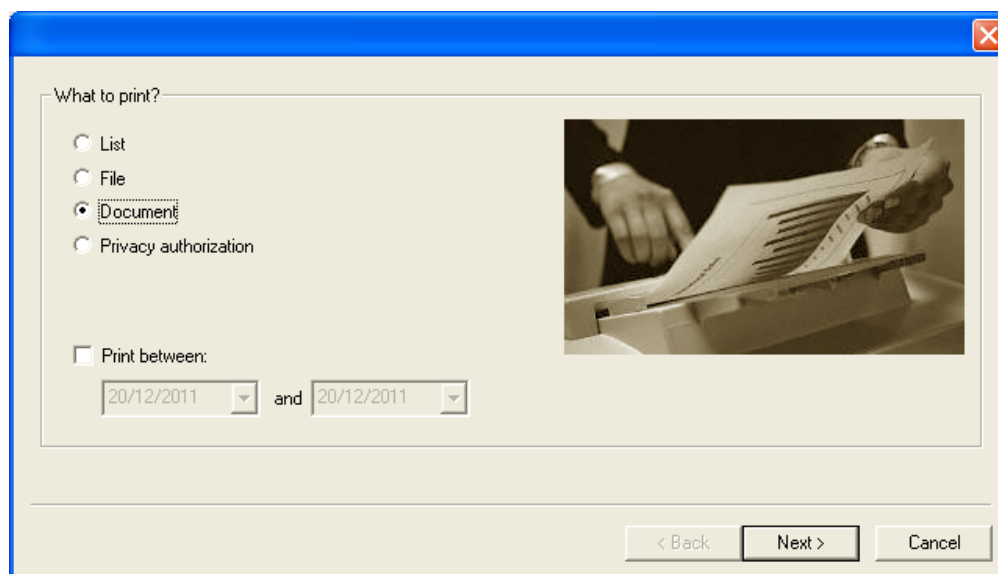 What to print?
List
File
Document
Privacy authorization
Print between:
20/12/2011 and 20/12/2011
< Back Next > Cancel